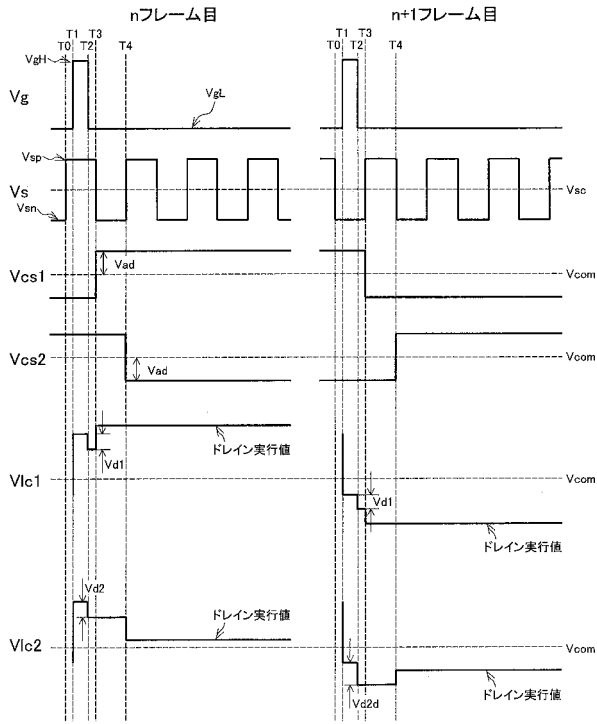 nフレーム目 n+1フレーム目
T1 T3 T1 T3
T0 T2 T4 T0 T2 T4
VgH
Vg VgL
Vsp
Vs Vsc
Vsn
Vad
Vcs1 Vcom
Vcs2 Vcom
Vad
ドレイン実行値
Vd1
Vlc1 Vcom
Vd1
ドレイン実行値
Vd2
ドレイン実行値
Vlc2 Vcom
ドレイン実行値
Vd2d